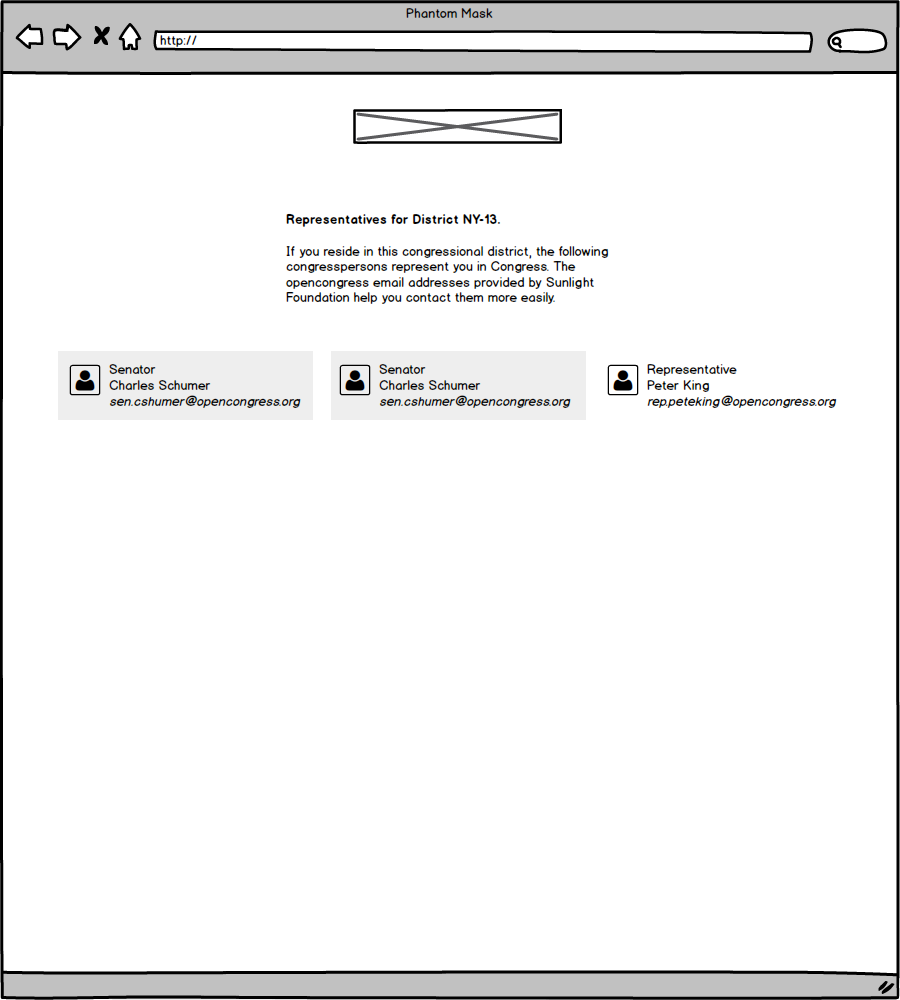 Phantom Mask
http://
Representatives for District NY-13.
If you reside in this congressional district, the following
congresspersons represent you in Congress. The
opencongress email addresses provided by Sunlight
Foundation help you contact them more easily.
Senator
Charles Schumer
sen.cshumer@opencongress.org
Senator
Charles Schumer
sen.cshumer@opencongress.org
Representative
Peter King
rep.peteking@opencongress.org